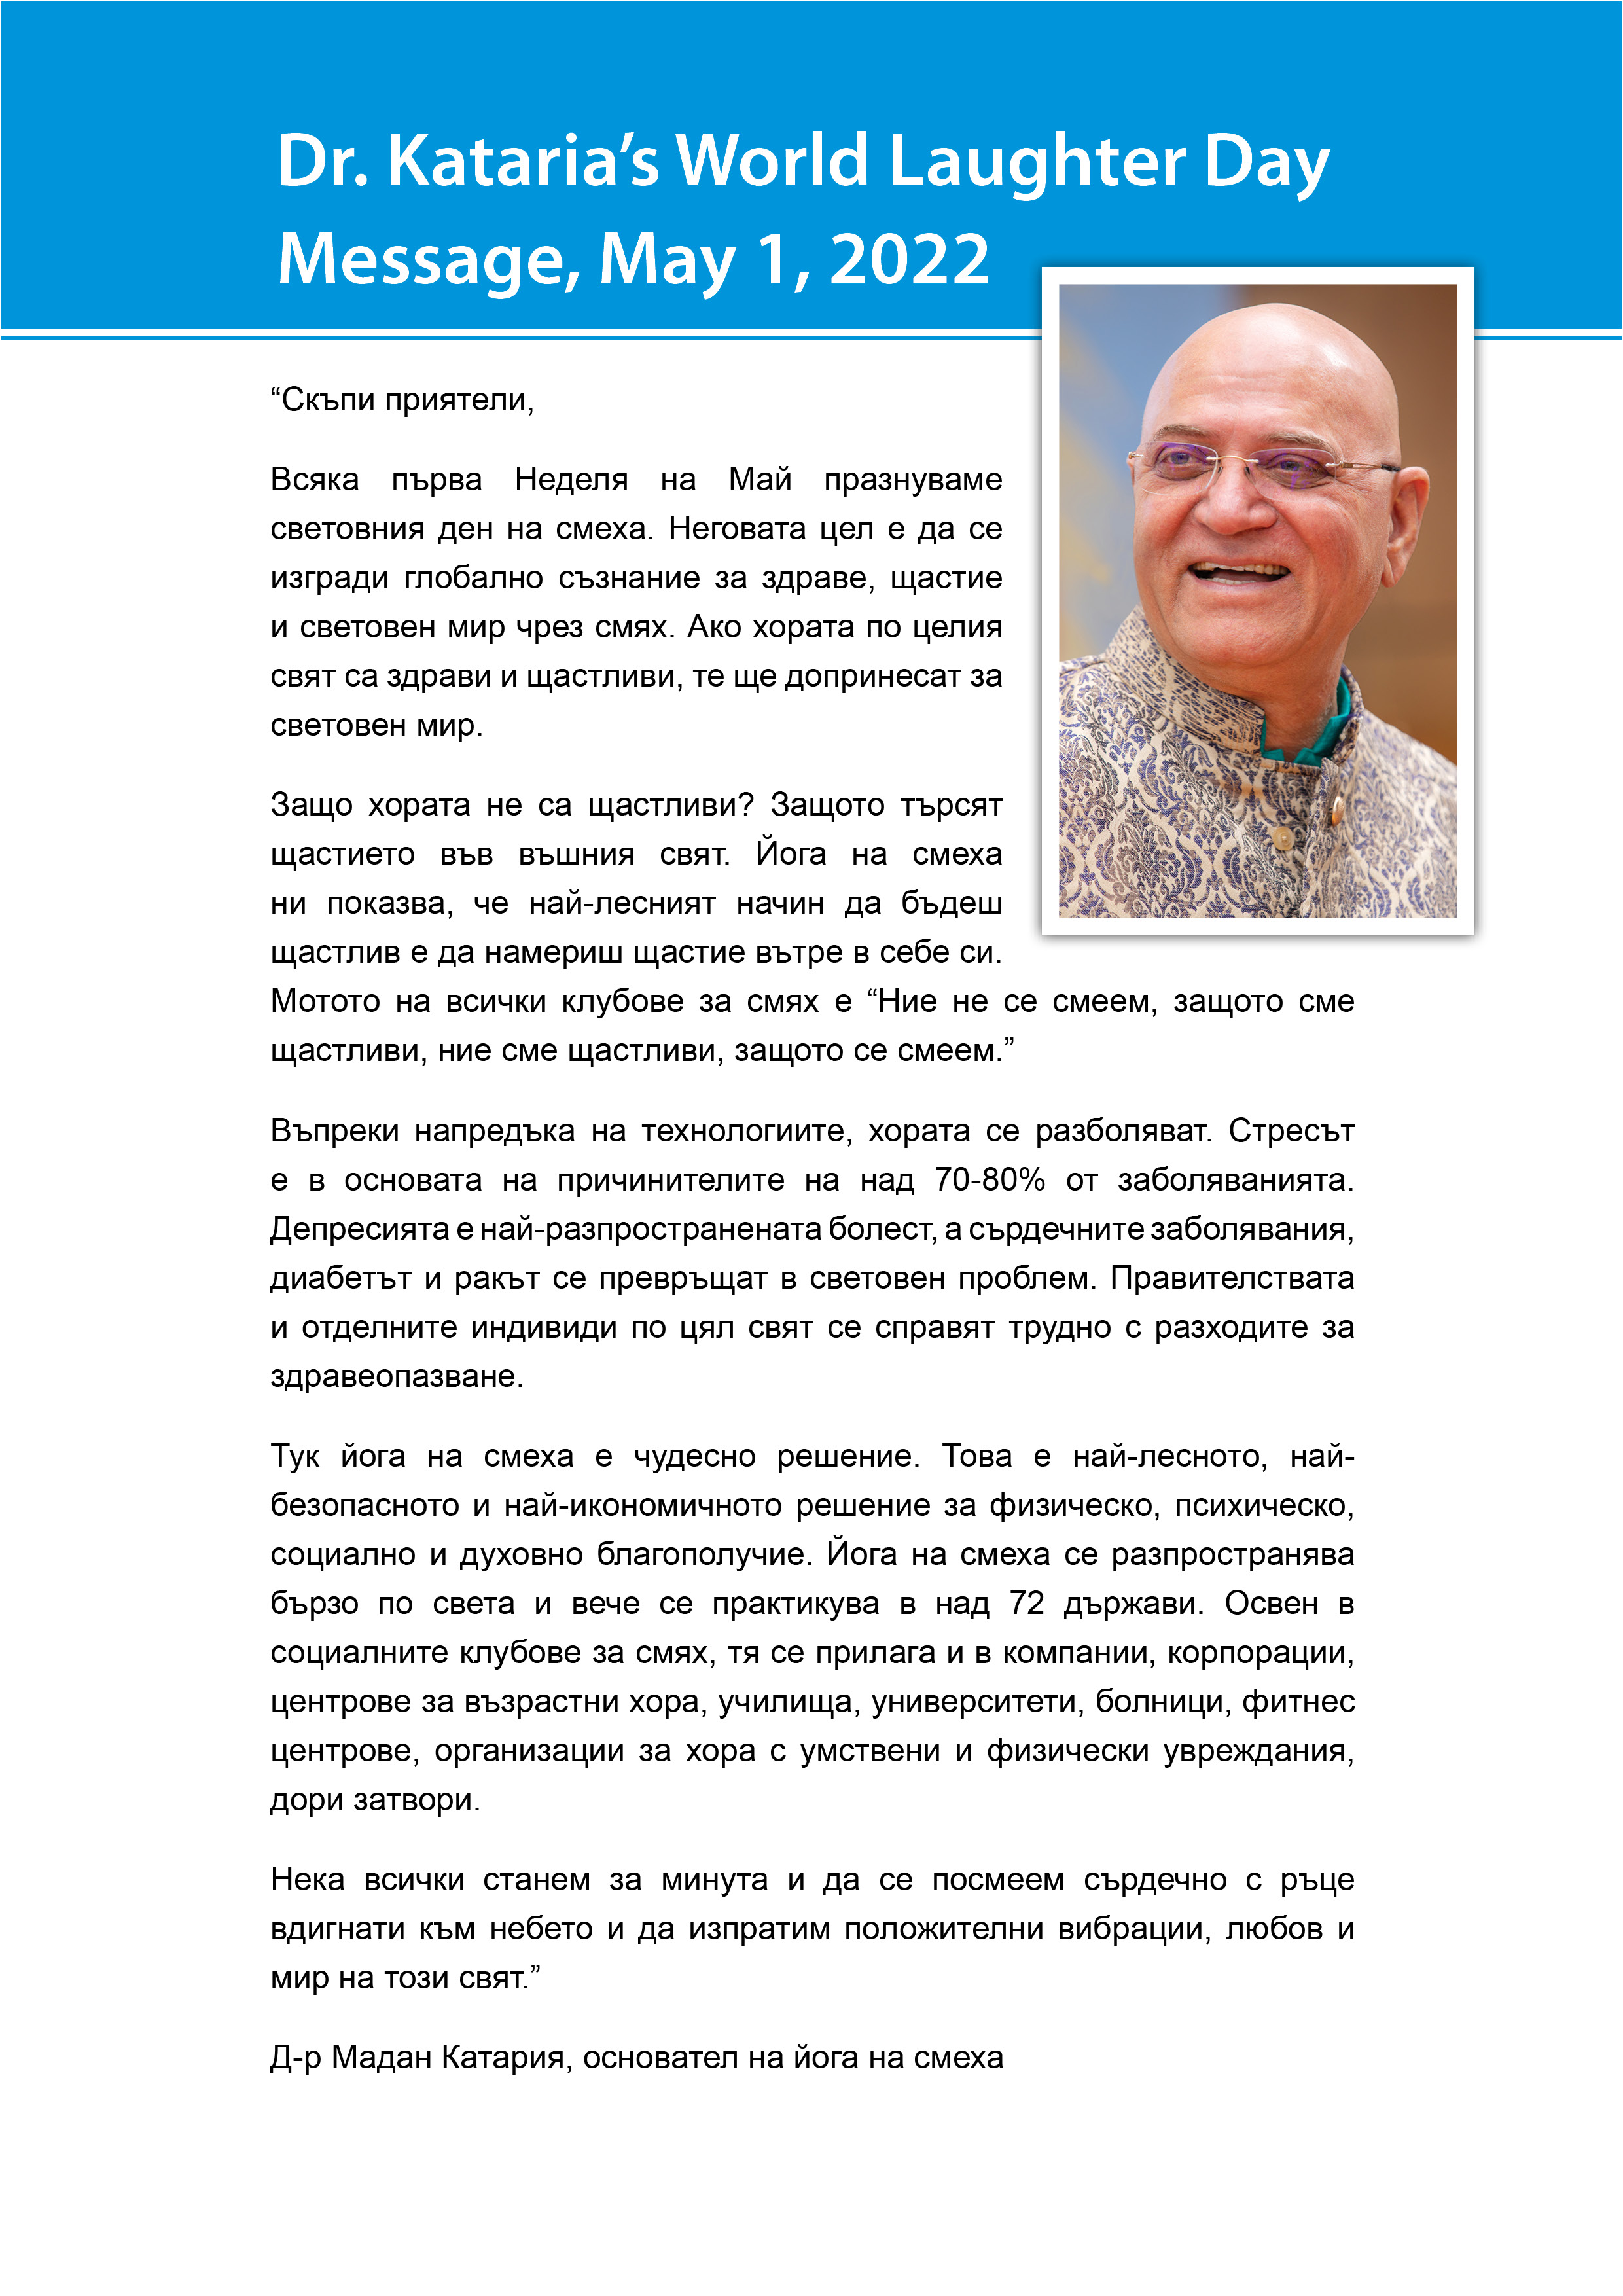 Dr. Kataria’s World Laughter Day
Message, May 1, 2022
“Скъпи приятели,
Всяка първа Неделя на Май празнуваме
световния ден на смеха. Неговата цел е да се
изгради глобално съзнание за здраве, щастие
и световен мир чрез смях. Ако хората по целия
свят са здрави и щастливи, те ще допринесат за
световен мир.
Защо хората не са щастливи? Защото търсят
щастието във външния свят. Йога на смеха
ни показва, че най-лесният начин да бъдеш
щастлив е да намериш щастие вътре в себе си.
Мотото на всички клубове за смях е “Ние не се смеем, защото сме
щастливи, ние сме щастливи, защото се смеем.”
Въпреки напредъка на технологиите, хората се разболяват. Стресът
е в основата на причинителите на над 70-80% от заболяванията.
Депресията е най-разпространената болест, а сърдечните заболявания,
диабетът и ракът се превръщат в световен проблем. Правителствата
и отделните индивиди по цял свят се справят трудно с разходите за
здравеопазване.
Тук йога на смеха е чудесно решение. Това е най-лесното, най-
безопасното и най-икономичното решение за физическо, психическо,
социално и духовно благополучие. Йога на смеха се разпространява
бързо по света и вече се практикува в над 72 държави. Освен в
социалните клубове за смях, тя се прилага и в компании, корпорации,
центрове за възрастни хора, училища, университети, болници, фитнес
центрове, организации за хора с умствени и физически увреждания,
дори затвори.
Нека всички станем за минута и да се посмеем сърдечно с ръце
вдигнати към небето и да изпратим положителни вибрации, любов и
мир на този свят.”
Д-р Мадан Катария, основател на йога на смеха